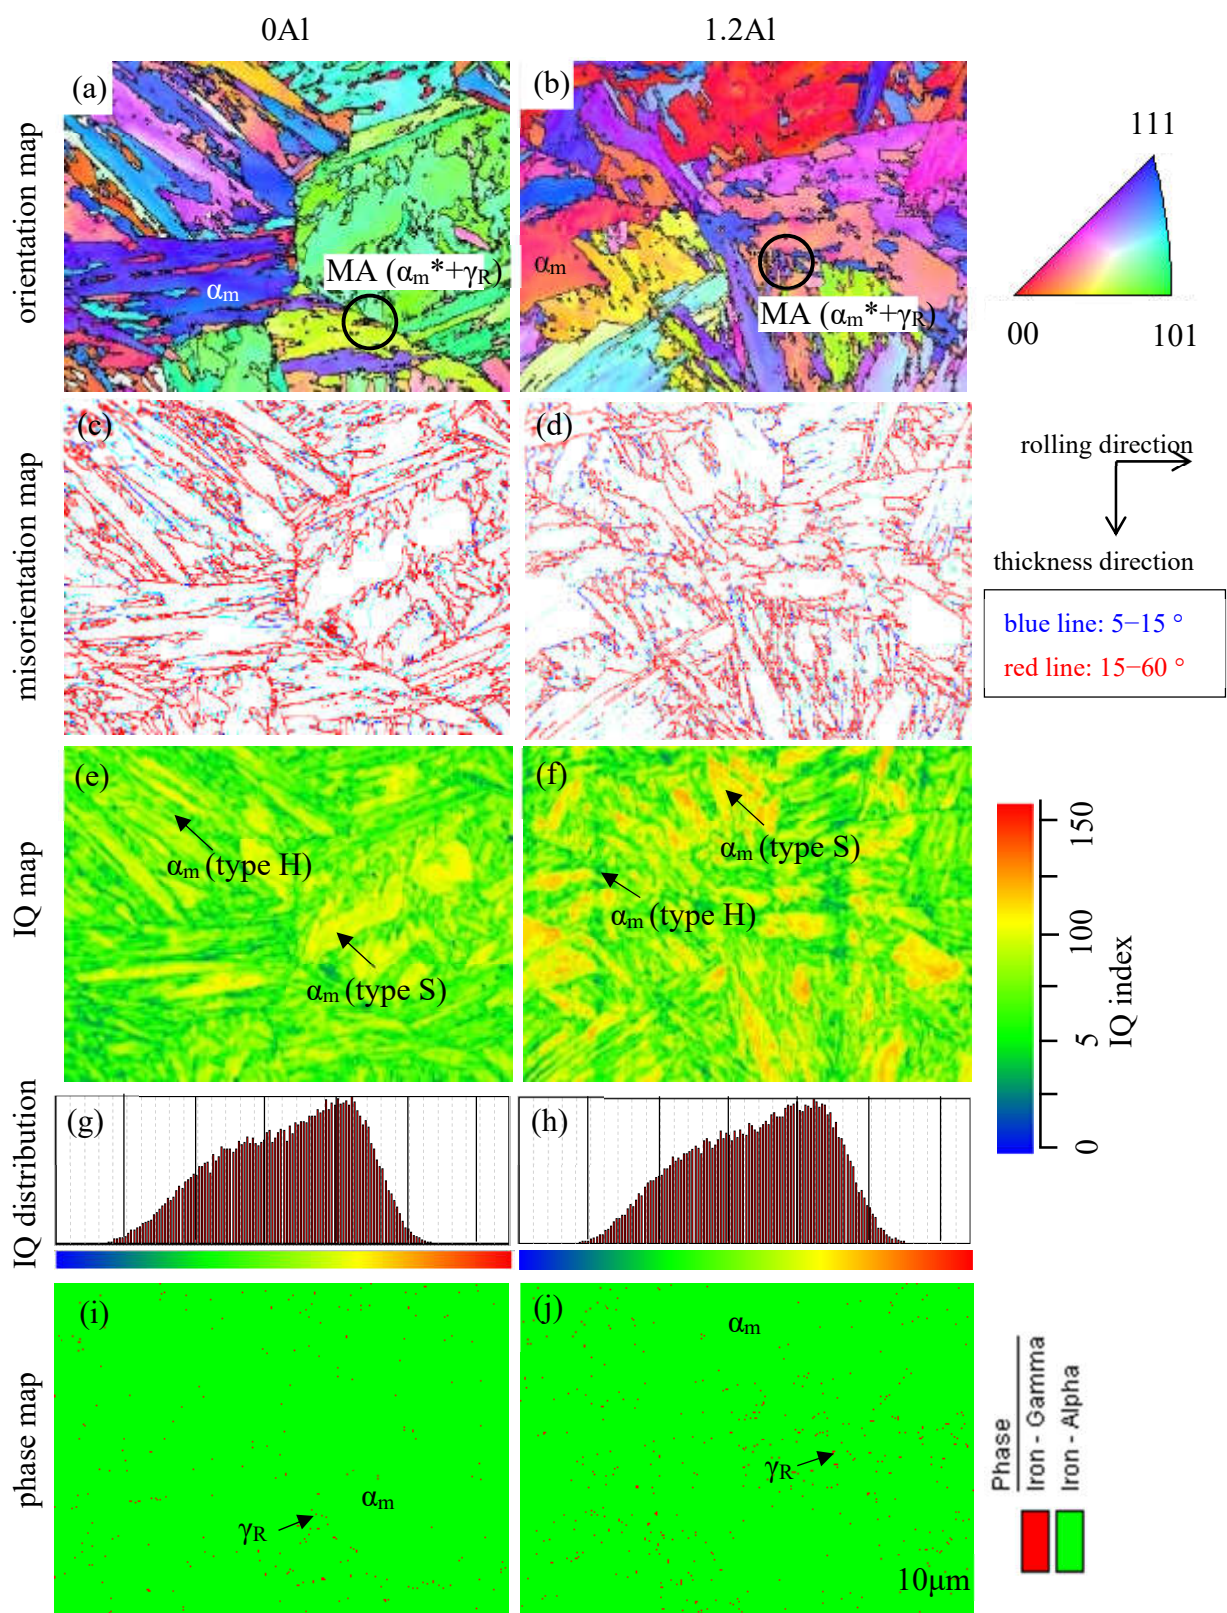 0Al
1.2Al
orientation map
(a)
αm
MA (αm*+γR)
(b)
αm
MA (αm*+γR)
111
00
101
misorientation map
(c)
(d)
rolling direction
thickness direction
blue line: 5−15 °
red line: 15−60 °
IQ map
(e)
αm (type H)
αm (type S)
(f)
αm (type S)
αm (type H)
150
100
5
0
IQ index
IQ distribution
(g)
(h)
phase map
(i)
αm
γR
(j)
αm
γR
10μm
Phase
Iron - Gamma
Iron - Alpha